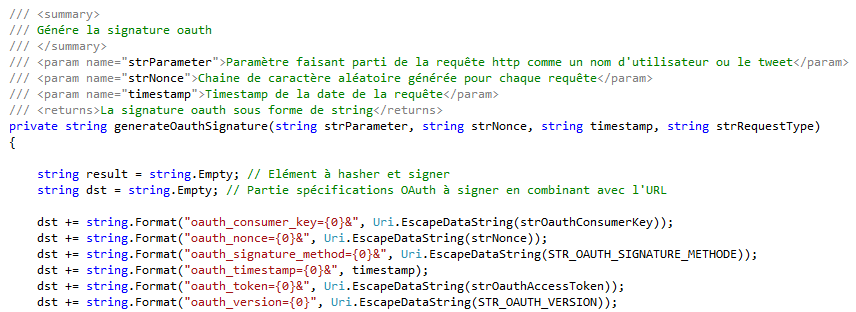 /// <summary>
/// Génére la signature oauth
/// </summary>
/// <param name="strParameter">Paramètre faisant parti de la requête http comme un nom d'utilisateur ou le tweet</param>
/// <param name="strNonce">Chaine de caractère aléatoire générée pour chaque requête</param>
/// <param name="timestamp">Timestamp de la date de la requête</param>
/// <returns>La signature oauth sous forme de string</returns>
private string generateOauthSignature(string strParameter, string strNonce, string timestamp, string strRequestType)
{
string result = string.Empty; // Elément à hasher et signer
string dst = string.Empty; // Partie spécifications OAuth à signer en combinant avec l'URL
dst += string.Format("oauth_consumer_key={0}&", Uri.EscapeDataString(strOauthConsumerKey));
dst += string.Format("oauth_nonce={0}&", Uri.EscapeDataString(strNonce));
dst += string.Format("oauth_signature_method={0}&", Uri.EscapeDataString(STR_OAUTH_SIGNATURE_METHODE));
dst += string.Format("oauth_timestamp={0}&", timestamp);
dst += string.Format("oauth_token={0}&", Uri.EscapeDataString(strOauthAccessToken));
dst += string.Format("oauth_version={0}", Uri.EscapeDataString(STR_OAUTH_VERSION));